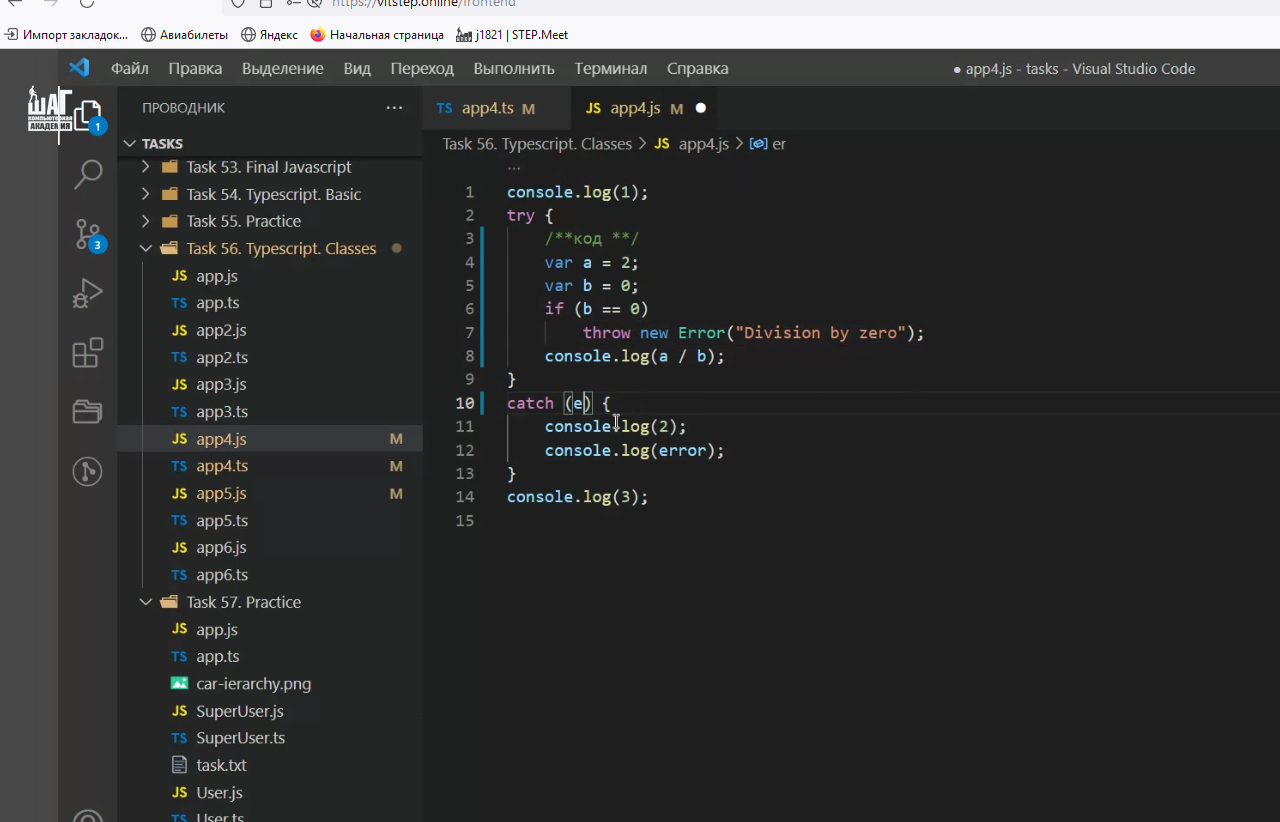 https://vitstep.online/frontend
Импорт закладок... Авиабилеты Яндекс Начальная страница j1821 | STEP.Meet
Файл Правка Выделение Вид Переход Выполнить Терминал Справка ● app4.js - tasks - Visual Studio Code
ШАГ
КОМПЬЮТЕРНАЯ
АКАДЕМИЯ
1
3
ПРОВОДНИК ...
TASKS
Task 53. Final Javascript
Task 54. Typescript. Basic
Task 55. Practice
Task 56. Typescript. Classes
JS app.js
TS app.ts
JS app2.js
TS app2.ts
JS app3.js
TS app3.ts
JS app4.js M
TS app4.ts M
JS app5.js M
TS app5.ts
JS app6.js
TS app6.ts
Task 57. Practice
JS app.js
TS app.ts
car-ierarchy.png
JS SuperUser.js
TS SuperUser.ts
task.txt
JS User.js
TS User.ts
TS app4.ts M JS app4.js M ●
Task 56. Typescript. Classes > JS app4.js > er
...
1 console.log(1);
2 try {
3 /**код **/
4 var a = 2;
5 var b = 0;
6 if (b == 0)
7 throw new Error("Division by zero");
8 console.log(a / b);
9 }
10 catch (e) {
11 console.log(2);
12 console.log(error);
13 }
14 console.log(3);
15